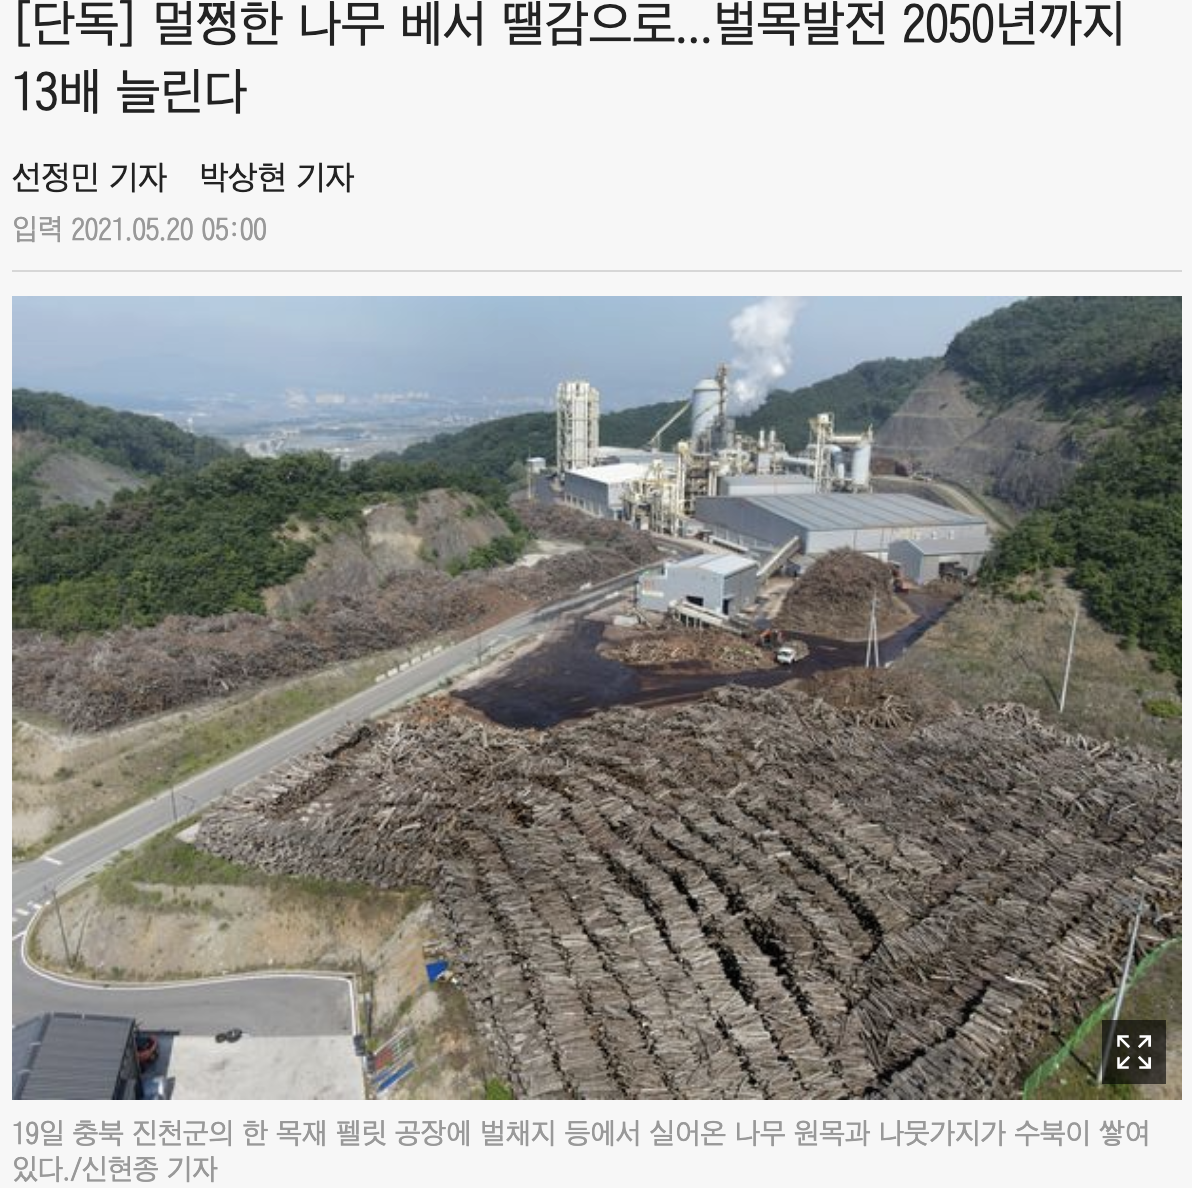 [단독] 멀쩡한 나무 베서 땔감으로...벌목발전 2050년까지
13배 늘린다
선정민 기자 박상현 기자
입력 2021.05.20 05:00
19일 충북 진천군의 한 목재 펠릿 공장에 벌채지 등에서 실어온 나무 원목과 나뭇가지가 수북이 쌓여
있다./신현종 기자